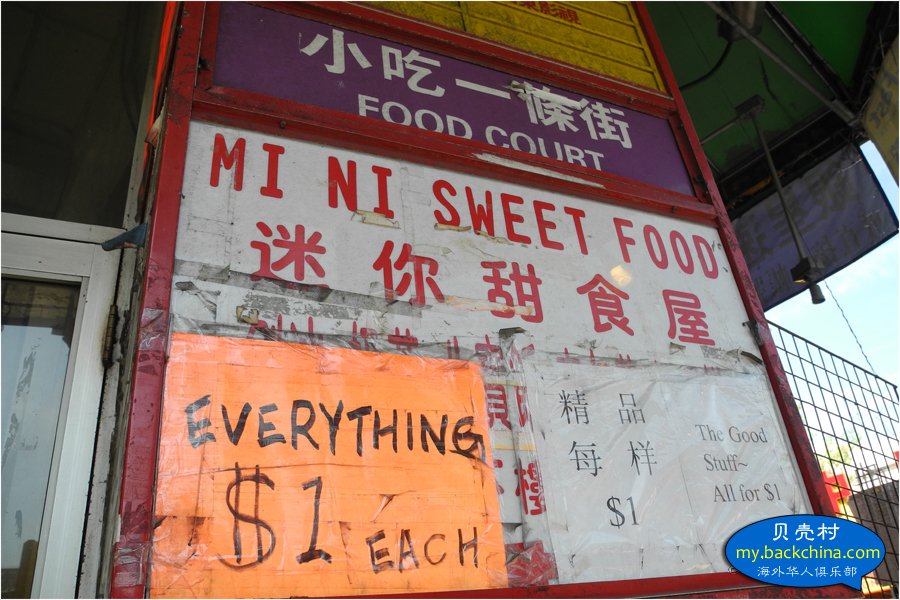 小吃一條街
FOOD COURT
MI NI SWEET FOOD
迷你甜食屋
EVERYTHING
$1 EACH
精品
每样
$1
The Good
Stuff~
All for $1
贝壳村
my.backchina.com
海外华人俱乐部